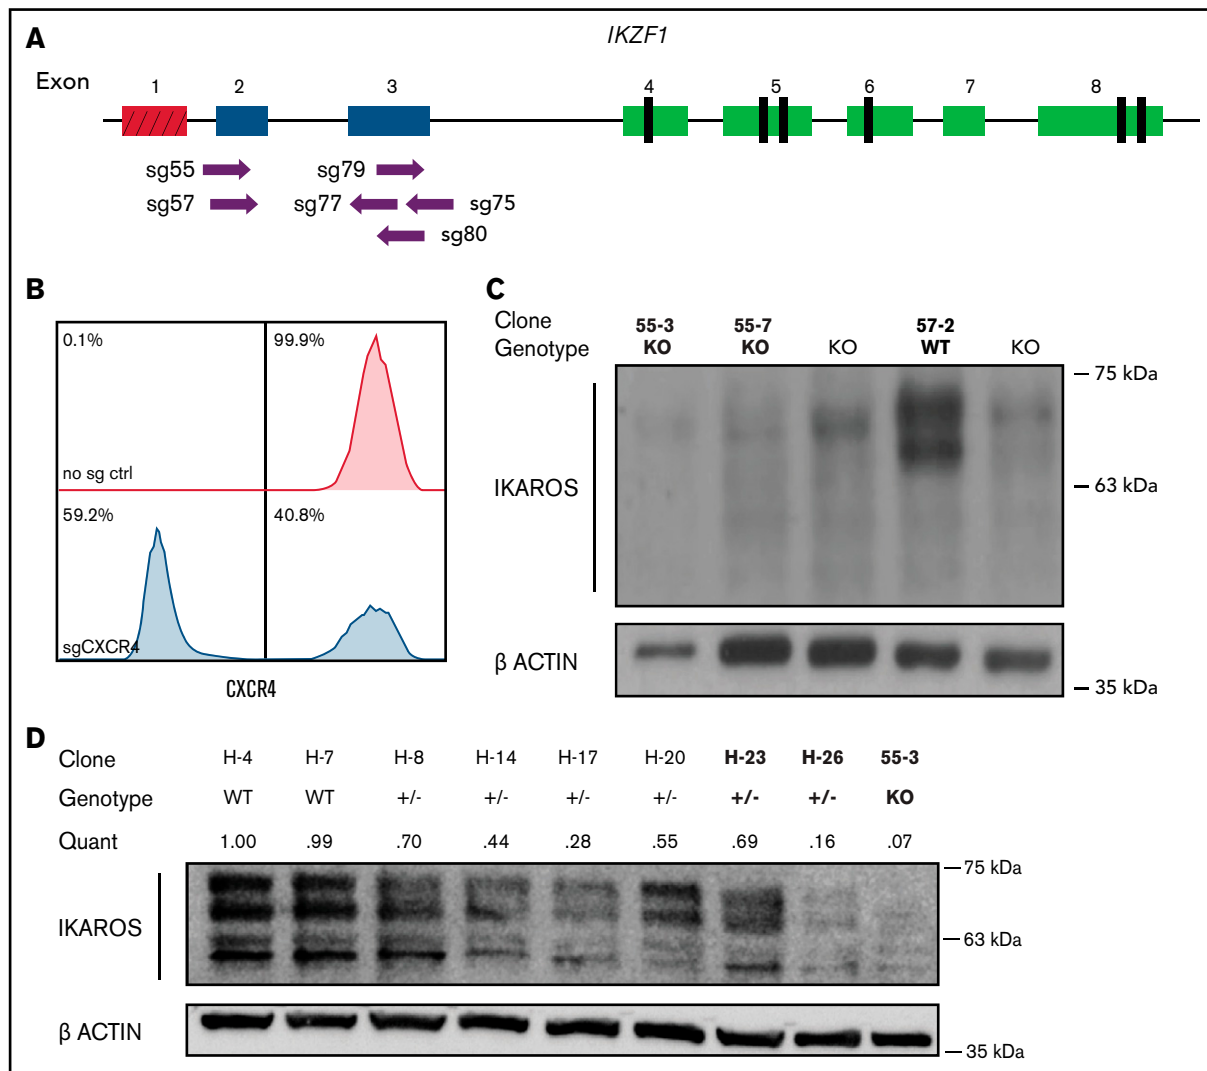 A
IKZF1
Exon 1 2 3 4 5 6 7 8
sg55 sg79
sg57 sg77 sg75
sg80
B
0.1% 99.9%
no sg ctrl
59.2% 40.8%
sgCXCR4
CXCR4
C
Clone 55-3 55-7 57-2
Genotype KO KO KO WT KO
75 kDa
IKAROS
63 kDa
β ACTIN
35 kDa
D
Clone H-4 H-7 H-8 H-14 H-17 H-20 H-23 H-26 55-3
Genotype WT WT +/- +/- +/- +/- +/- +/- KO
Quant 1.00 .99 .70 .44 .28 .55 .69 .16 .07
75 kDa
IKAROS
63 kDa
β ACTIN
35 kDa